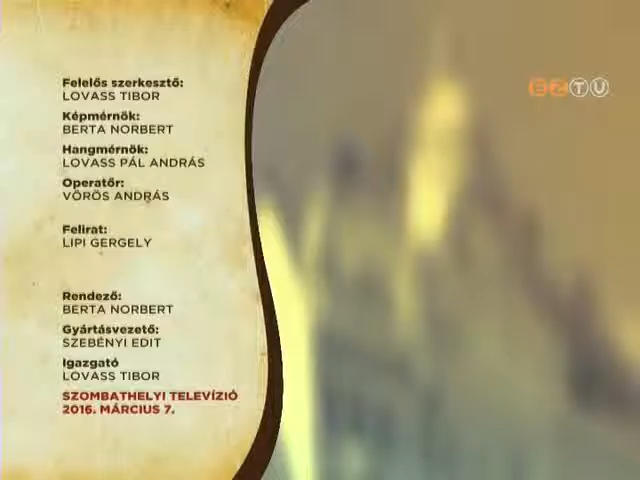 Felelős szerkesztő:
LOVASS TIBOR
Képmérnök:
BERTA NORBERT
Hangmérnök:
LOVASS PÁL ANDRÁS
Operatőr:
VÖRÖS ANDRÁS
Felirat:
LIPI GERGELY
Rendező:
BERTA NORBERT
Gyártásvezető:
SZEBÉNYI EDIT
Igazgató
LOVASS TIBOR
SZOMBATHELYI TELEVÍZIÓ
2016. MÁRCIUS 7.
SZTV